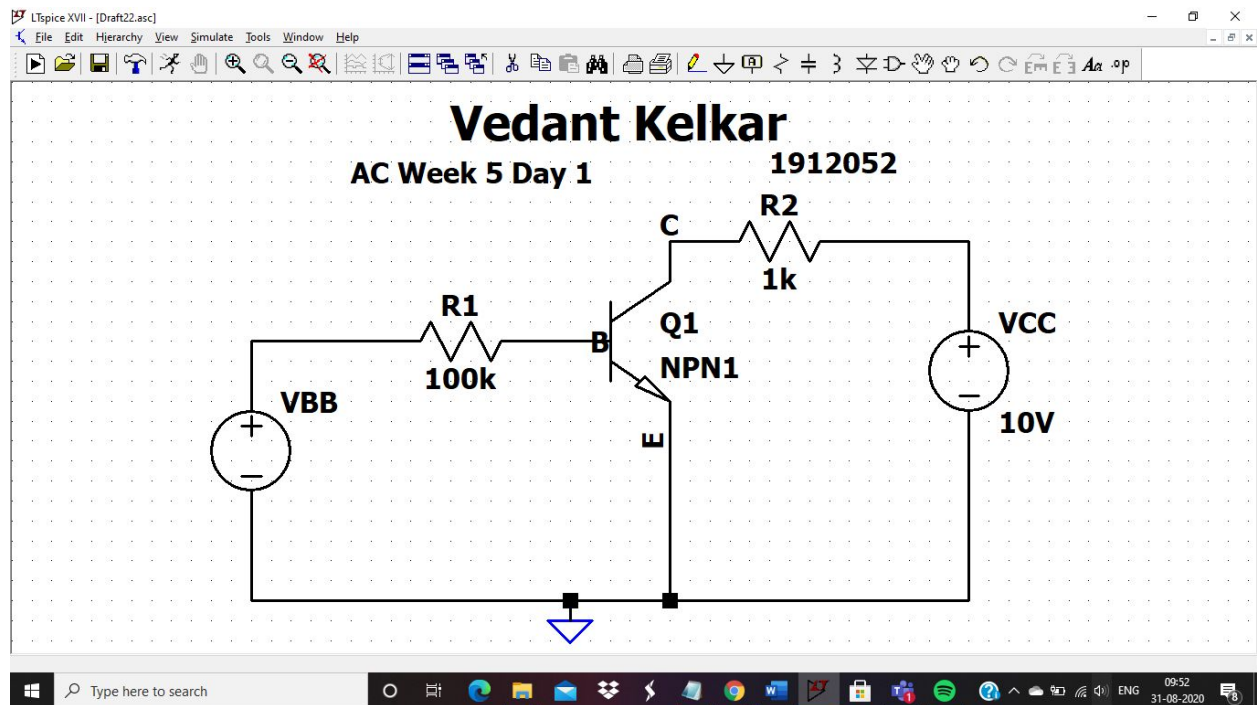 LTspice XVII - [Draft22.asc]
File Edit Hierarchy View Simulate Tools Window Help
Aa .op
Vedant Kelkar
AC Week 5 Day 1
1912052
R2
C
1k
R1
Q1
VCC
B
NPN1
100k
VBB
10V
E
Type here to search
ENG
09:52
31-08-2020